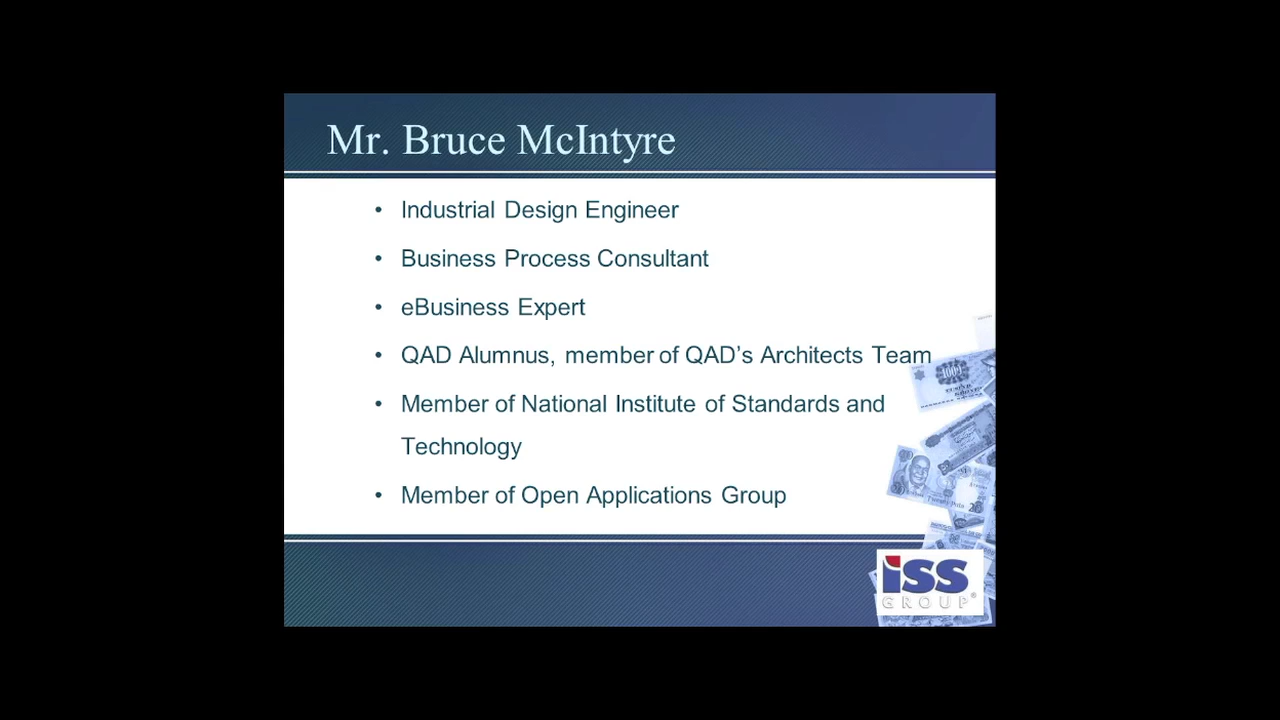 Mr. Bruce McIntyre
• Industrial Design Engineer
• Business Process Consultant
• eBusiness Expert
• QAD Alumnus, member of QAD’s Architects Team
• Member of National Institute of Standards and
Technology
• Member of Open Applications Group
iss
GROUP®